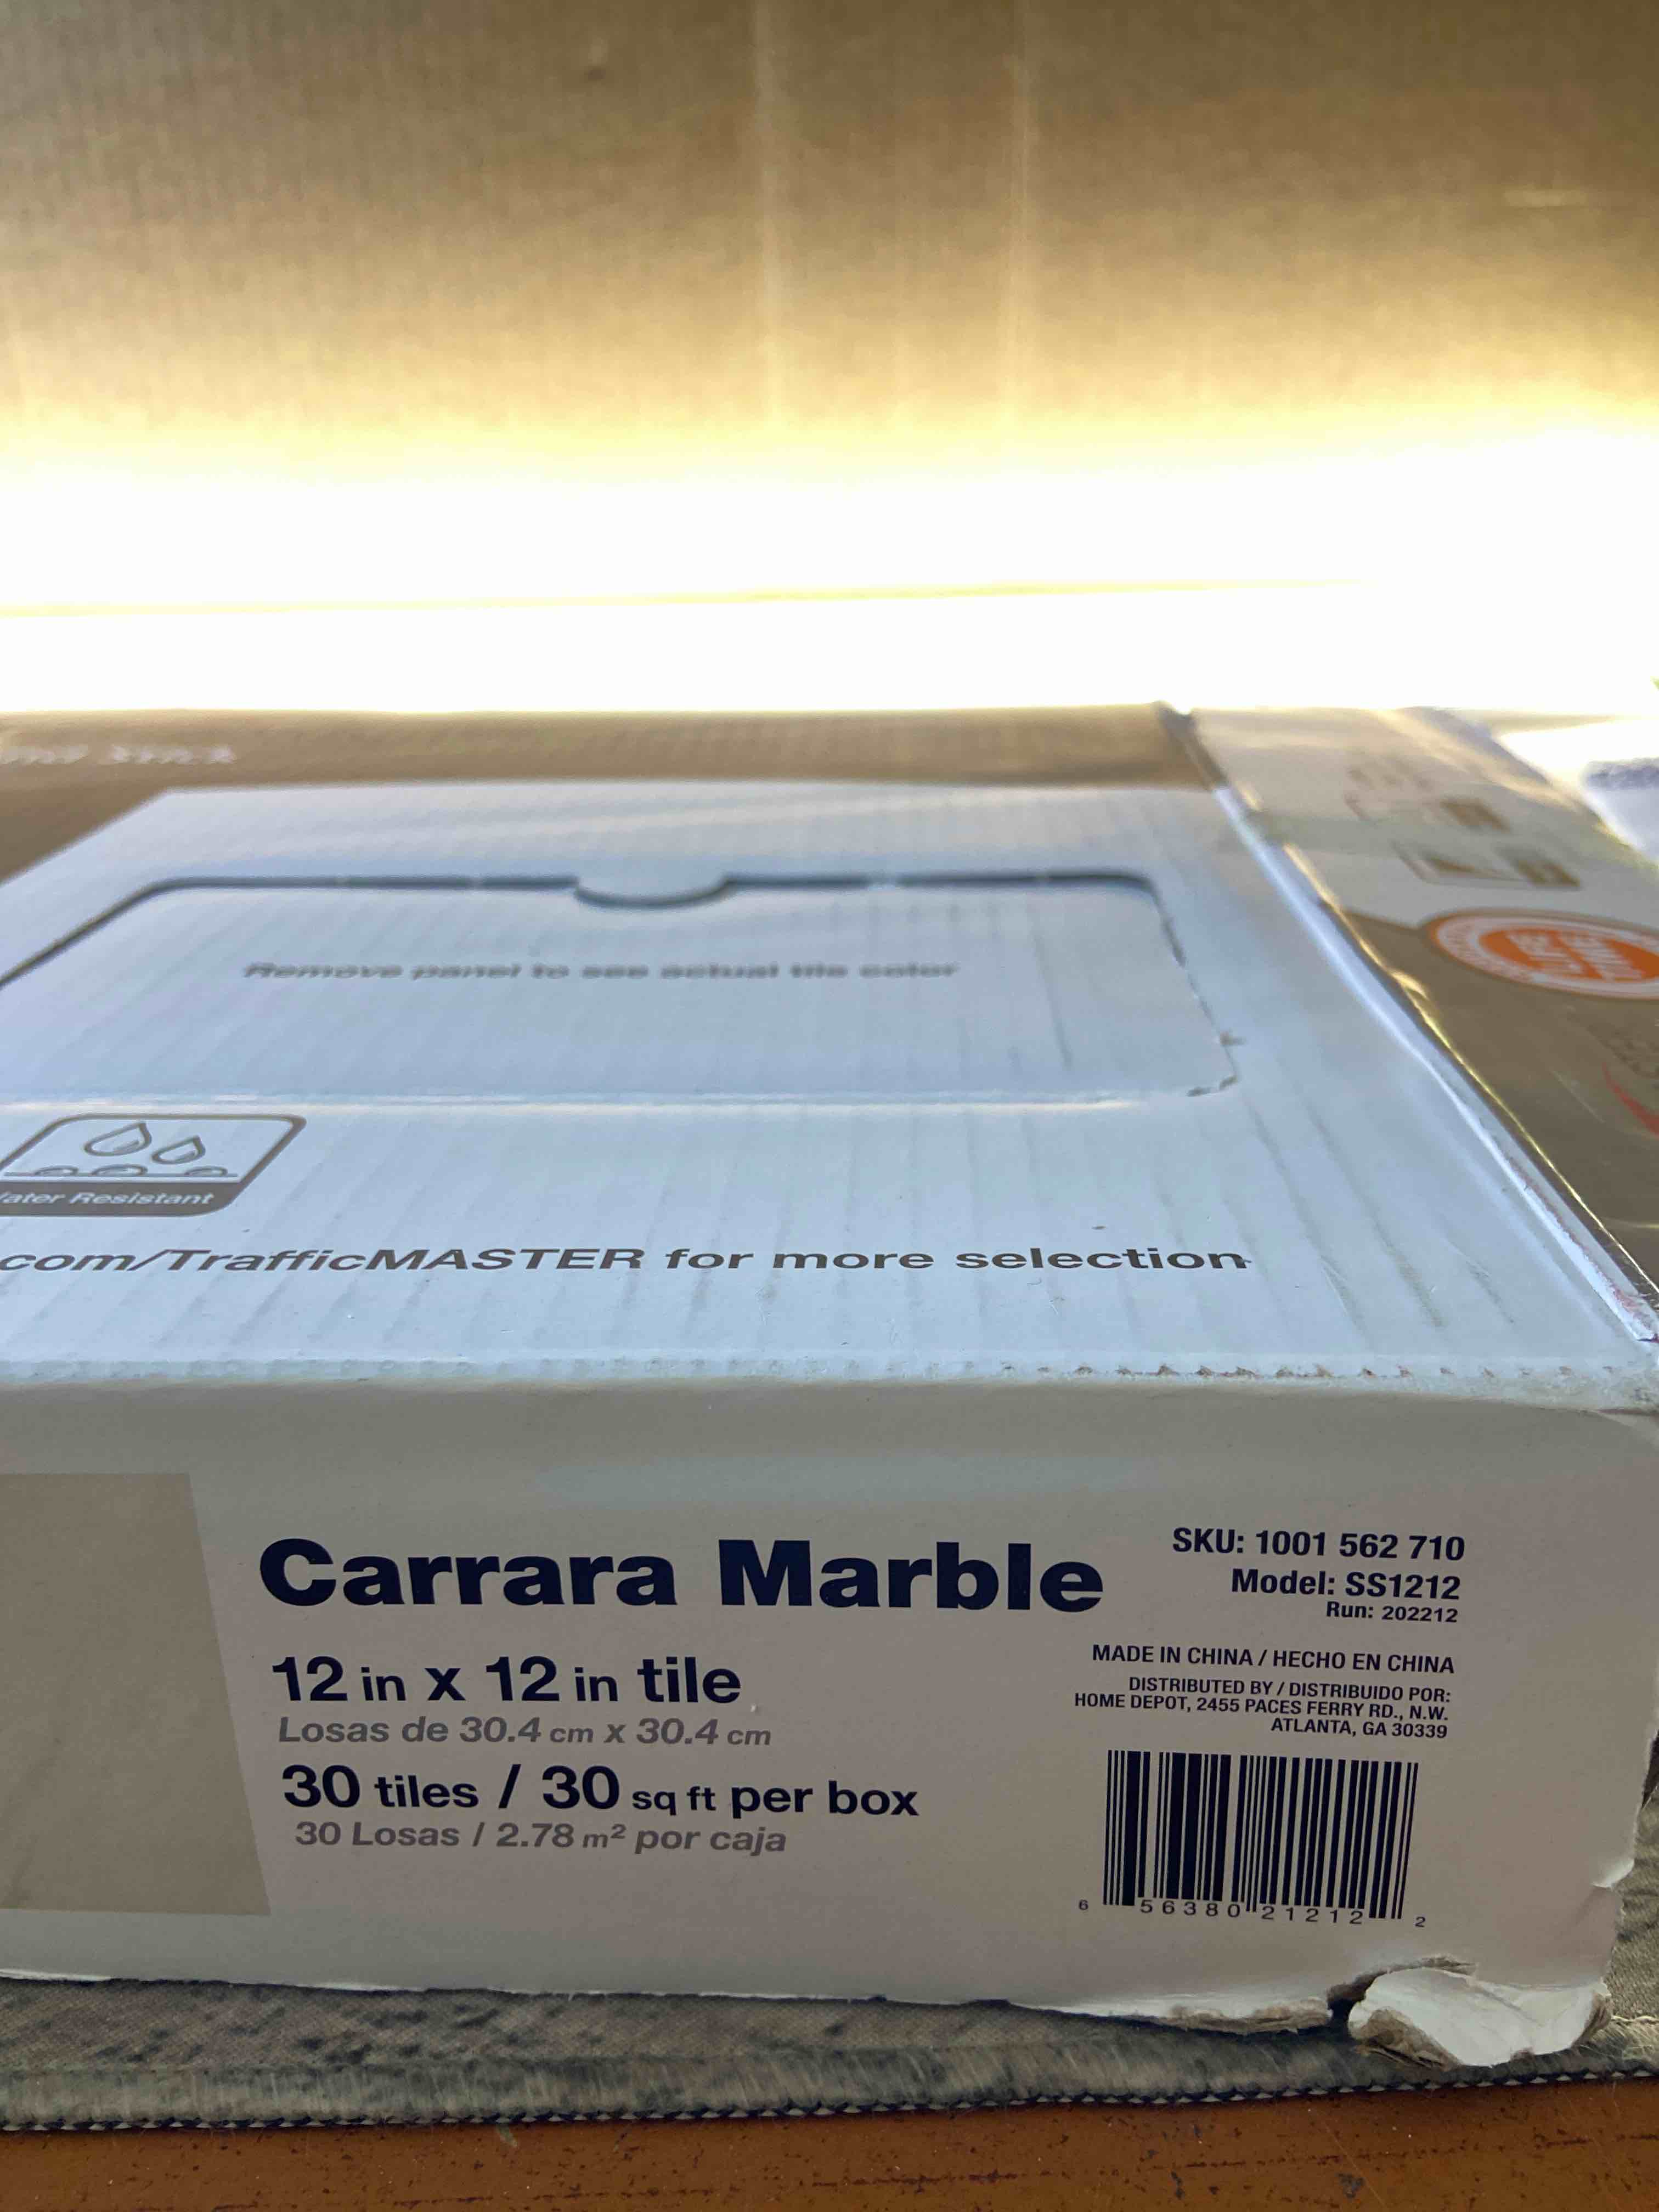 Remove panel to see actual tile color
Water Resistant
com/TrafficMASTER for more selection
Carrara Marble
12 in x 12 in tile
Losas de 30.4 cm x 30.4 cm
30 tiles / 30 sq ft per box
30 Losas / 2.78 m² por caja
SKU: 1001 562 710
Model: SS1212
Run: 202212
MADE IN CHINA / HECHO EN CHINA
DISTRIBUTED BY / DISTRIBUIDO POR:
HOME DEPOT, 2455 PACES FERRY RD., N.W.
ATLANTA, GA 30339
6 56380 21212 2